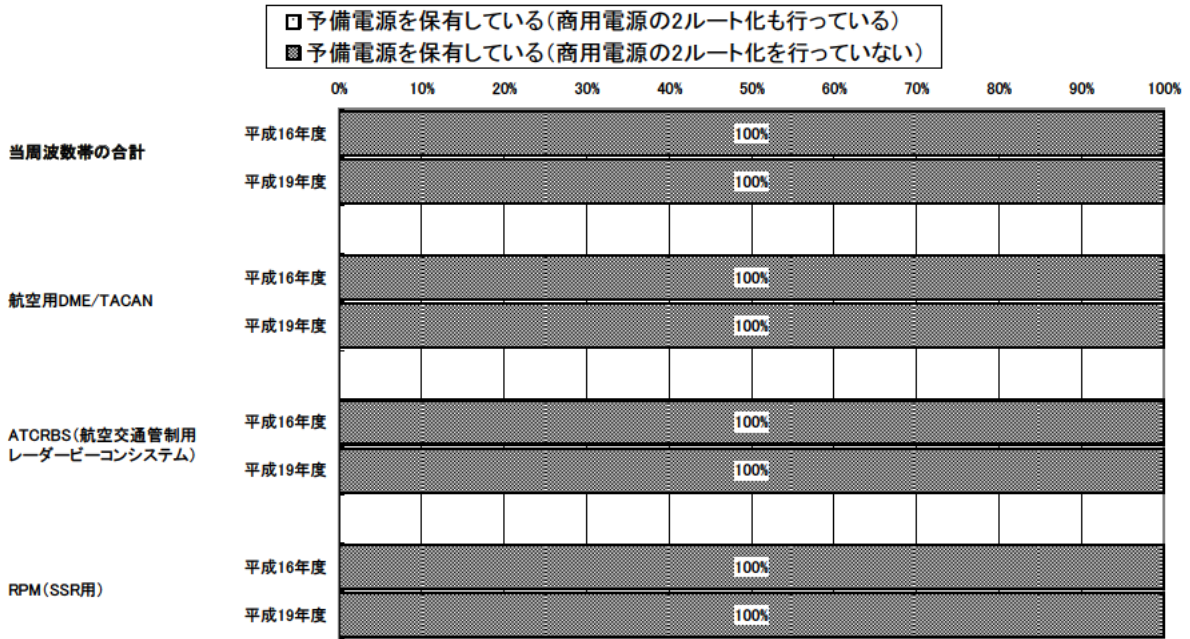 予備電源を保有している(商用電源の2ルート化も行っている)
予備電源を保有している(商用電源の2ルート化を行っていない)
0% 10% 20% 30% 40% 50% 60% 70% 80% 90% 100%
当周波数帯の合計
平成16年度 100%
平成19年度 100%
航空用DME/TACAN
平成16年度 100%
平成19年度 100%
ATCRBS(航空交通管制用
レーダービーコンシステム)
平成16年度 100%
平成19年度 100%
RPM(SSR用)
平成16年度 100%
平成19年度 100%